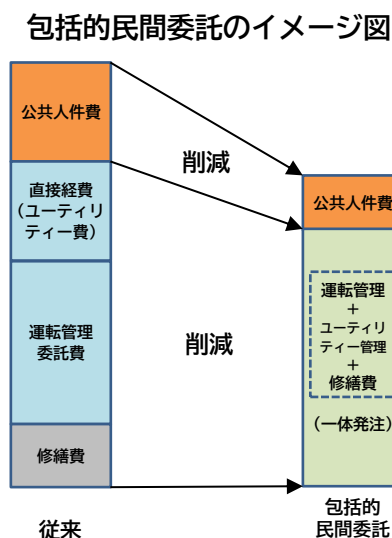 包括的民間委託のイメージ図
公共人件費
直接経費
（ユーティリ
ティー費）
運転管理
委託費
修繕費
従来
削減
削減
公共人件費
運転管理
＋
ユーティリ
ティー管理
＋
修繕費
（一体発注）
包括的
民間委託